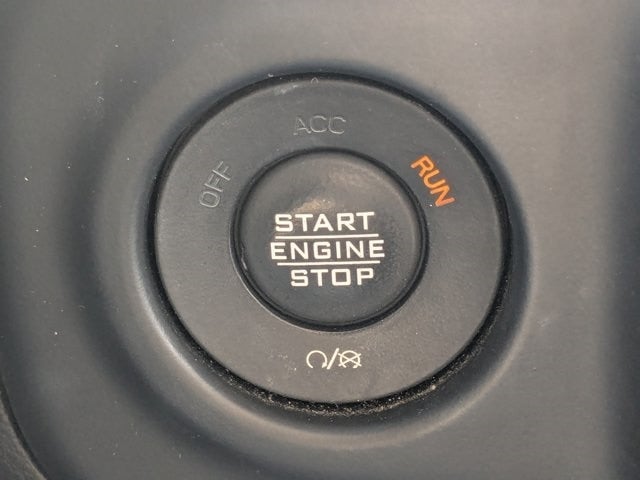 ACC
OFF
RUN
START
ENGINE
STOP